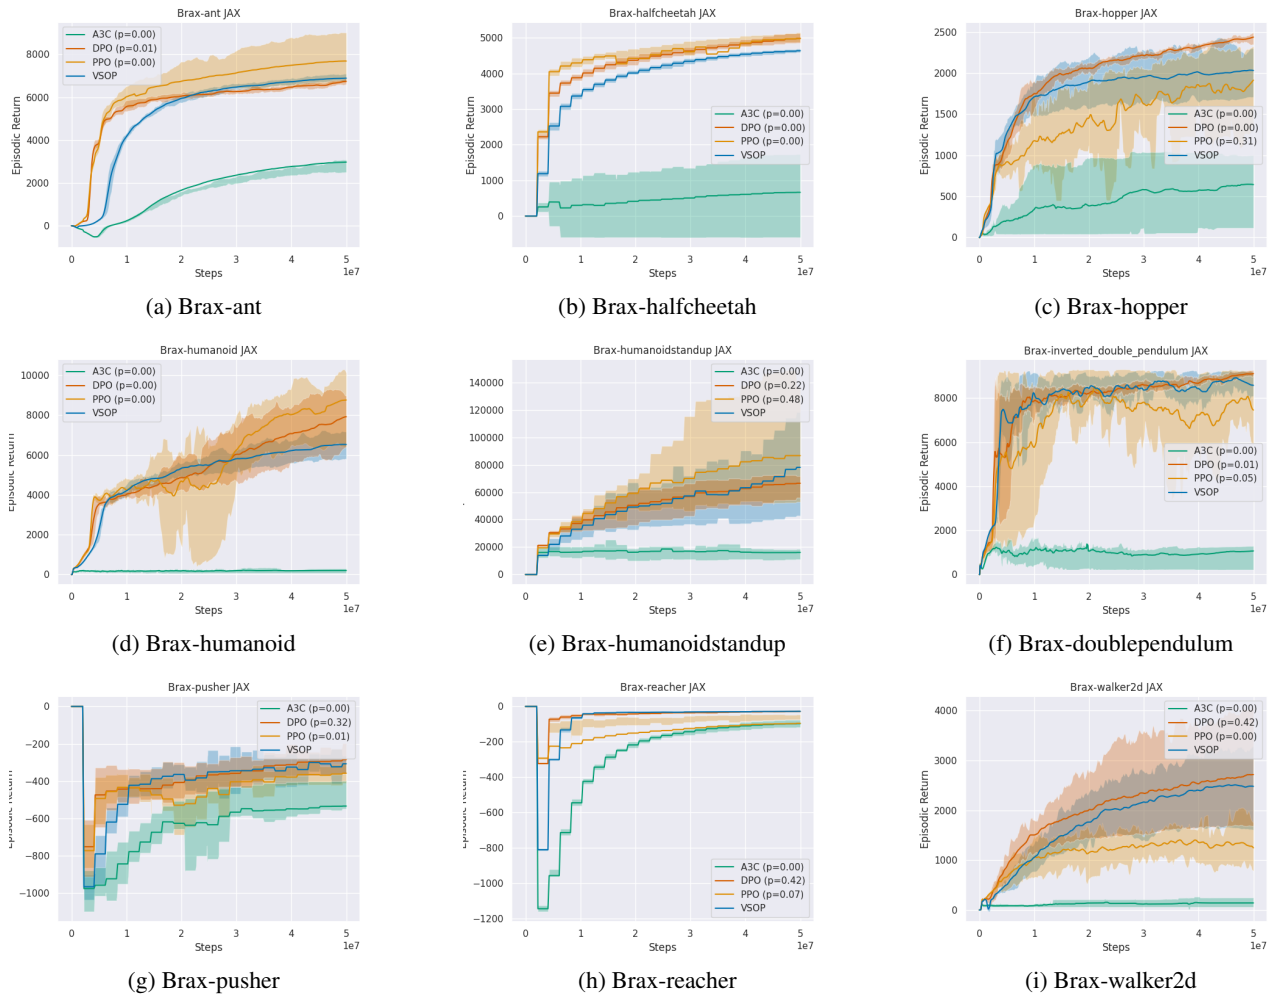 Brax-ant JAX
8000
6000
4000
2000
0
Episodic Return
A3C (p=0.00)
DPO (p=0.01)
PPO (p=0.00)
VSOP
0 1 2 3 4 5
1e7
Steps
(a) Brax-ant
Brax-halfcheetah JAX
5000
4000
3000
2000
1000
0
Episodic Return
A3C (p=0.00)
DPO (p=0.00)
PPO (p=0.00)
VSOP
0 1 2 3 4 5
1e7
Steps
(b) Brax-halfcheetah
Brax-hopper JAX
2500
2000
1500
1000
500
0
Episodic Return
A3C (p=0.00)
DPO (p=0.00)
PPO (p=0.31)
VSOP
0 1 2 3 4 5
1e7
Steps
(c) Brax-hopper
Brax-humanoid JAX
10000
8000
6000
4000
2000
0
Episodic Return
A3C (p=0.00)
DPO (p=0.00)
PPO (p=0.00)
VSOP
0 1 2 3 4 5
1e7
Steps
(d) Brax-humanoid
Brax-humanoidstandup JAX
140000
120000
100000
80000
60000
40000
20000
0
A3C (p=0.00)
DPO (p=0.22)
PPO (p=0.48)
VSOP
0 1 2 3 4 5
1e7
Steps
(e) Brax-humanoidstandup
Brax-inverted_double_pendulum JAX
8000
6000
4000
2000
0
Episodic Return
A3C (p=0.00)
DPO (p=0.01)
PPO (p=0.05)
VSOP
0 1 2 3 4 5
1e7
Steps
(f) Brax-doublependulum
Brax-pusher JAX
0
−200
−400
−600
−800
−1000
Episodic Return
A3C (p=0.00)
DPO (p=0.32)
PPO (p=0.01)
VSOP
0 1 2 3 4 5
1e7
Steps
(g) Brax-pusher
Brax-reacher JAX
0
−200
−400
−600
−800
−1000
−1200
Episodic Return
A3C (p=0.00)
DPO (p=0.42)
PPO (p=0.07)
VSOP
0 1 2 3 4 5
1e7
Steps
(h) Brax-reacher
Brax-walker2d JAX
4000
3000
2000
1000
0
Episodic Return
A3C (p=0.00)
DPO (p=0.42)
PPO (p=0.00)
VSOP
0 1 2 3 4 5
1e7
Steps
(i) Brax-walker2d